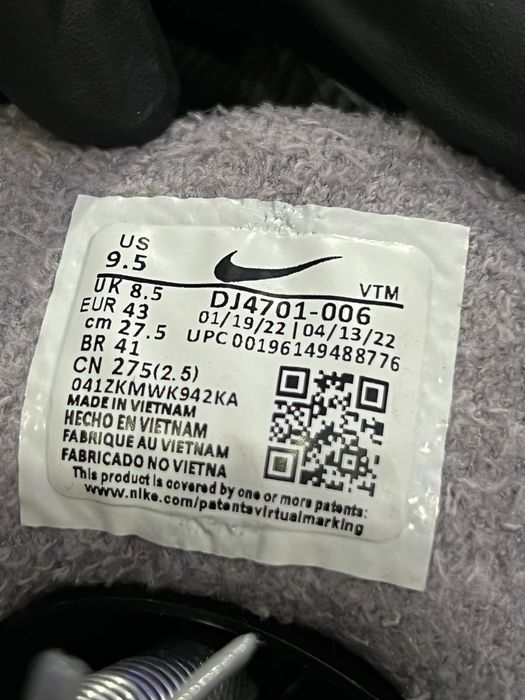 US
9.5
VTM
UK 8.5
DJ4701-006
EUR 43
01/19/22 | 04/13/22
cm 27.5
UPC 00196149488776
BR 41
CN 275(2.5)
041ZKMWK942KA
MADE IN VIETNAM
HECHO EN VIETNAM
FABRIQUE AU VIETNAM
FABRICADO NO VIETNA
This product is covered by one or more patents:
www.nike.com/patentsvirtualmarking